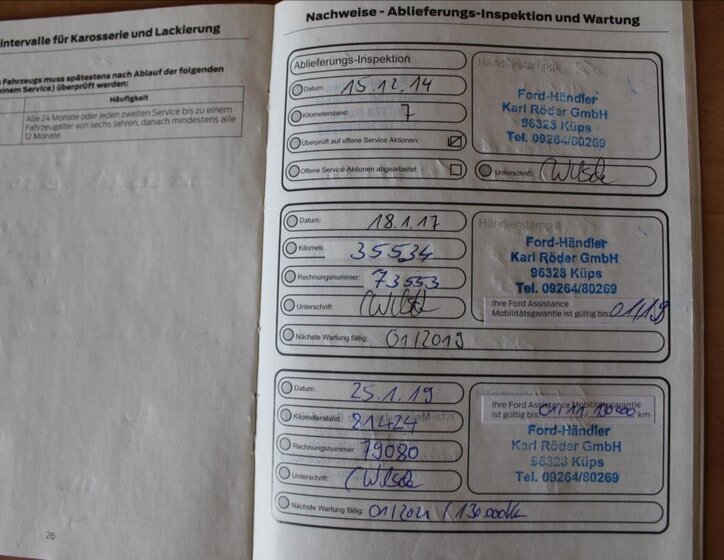 intervalle für Karosserie und Lackierung
Fahrzeugs muss spätestens nach Ablauf der folgenden
einem Service) überprüft werden:
Häufigkeit
Alle 24 Monate oder jeden zweiten Service bis zu einem
Fahrzeugalter von sechs Jahren, danach mindestens alle
12 Monate.
26
Nachweise - Ablieferungs-Inspektion und Wartung
Ablieferungs-Inspektion
Datum: 15.12.14
Kilometerstand: 7
Überprüft auf offene Service Aktionen:
Offene Service Aktionen abgearbeitet:
Händlerstempel
Ford-Händler
Karl Röder GmbH
96328 Küps
Tel. 09264/80269
Unterschrift:
Datum: 18.1.17
Kilometx 35534
Rechnungsnummer: 73553
Unterschrift:
Händlerstempel
Ford-Händler
Karl Röder GmbH
96328 Küps
Tel. 09264/80269
Ihre Ford Assistance
Mobilitätsgarantie ist gültig bis: 01/19
Nächste Wartung fällig: 01/2019
Datum: 25.1.19
Kilometerstand: 81424
Rechnungsnummer: 79080
Unterschrift:
Ihre Ford Assistance Mobilitätsgarantie
ist gültig bis: km
Ford-Händler
Karl Röder GmbH
96328 Küps
Tel. 09264/80269
Nächste Wartung fällig: 01/2021 / 130.000km